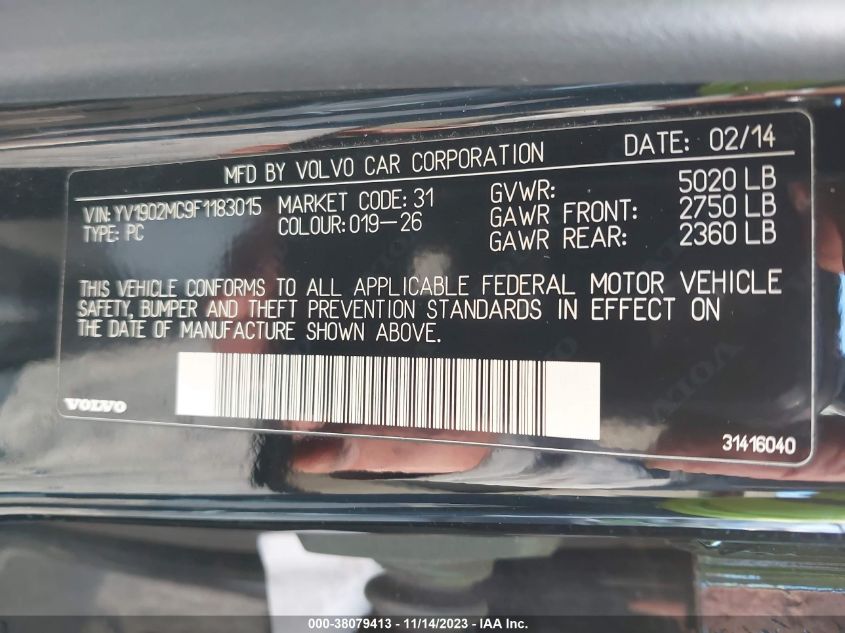 MFD BY VOLVO CAR CORPORATION DATE: 02/14
VIN: YV1902MC9F1183015 MARKET CODE: 31 GVWR: 5020 LB
TYPE: PC COLOUR: 019-26 GAWR FRONT: 2750 LB
GAWR REAR: 2360 LB
THIS VEHICLE CONFORMS TO ALL APPLICABLE FEDERAL MOTOR VEHICLE
SAFETY, BUMPER AND THEFT PREVENTION STANDARDS IN EFFECT ON
THE DATE OF MANUFACTURE SHOWN ABOVE.
VOLVO
31416040
000-38079413 - 11/14/2023 - IAA Inc.